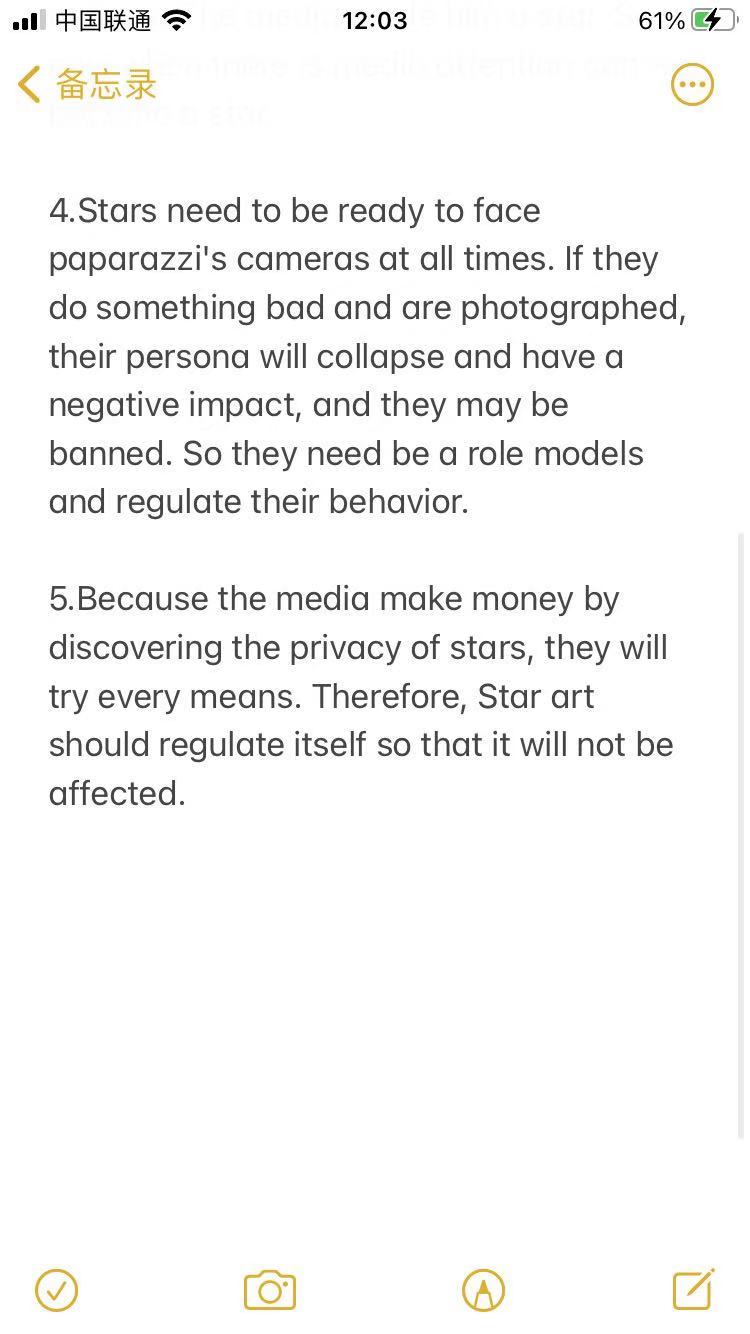 中国联通
12:03
61%
备忘录
4.Stars need to be ready to face
paparazzi's cameras at all times. If they
do something bad and are photographed,
their persona will collapse and have a
negative impact, and they may be
banned. So they need be a role models
and regulate their behavior.
5.Because the media make money by
discovering the privacy of stars, they will
try every means. Therefore, Star art
should regulate itself so that it will not be
affected.